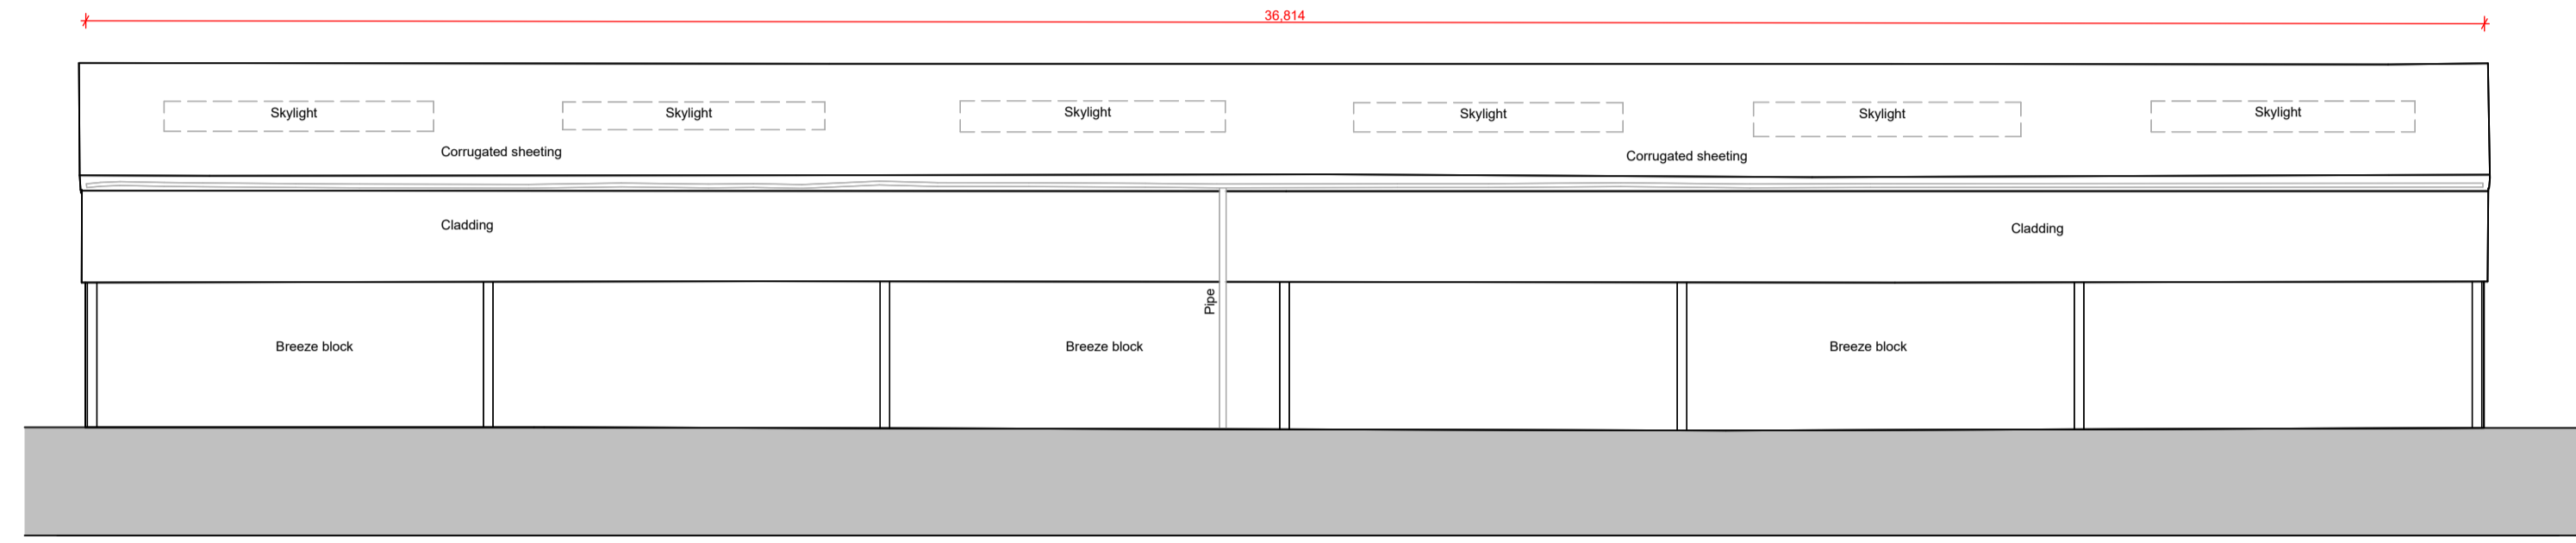 36,814
Skylight
Skylight
Skylight
Skylight
Skylight
Skylight
Corrugated sheeting
Corrugated sheeting
Cladding
Cladding
Pipe
Breeze block
Breeze block
Breeze block